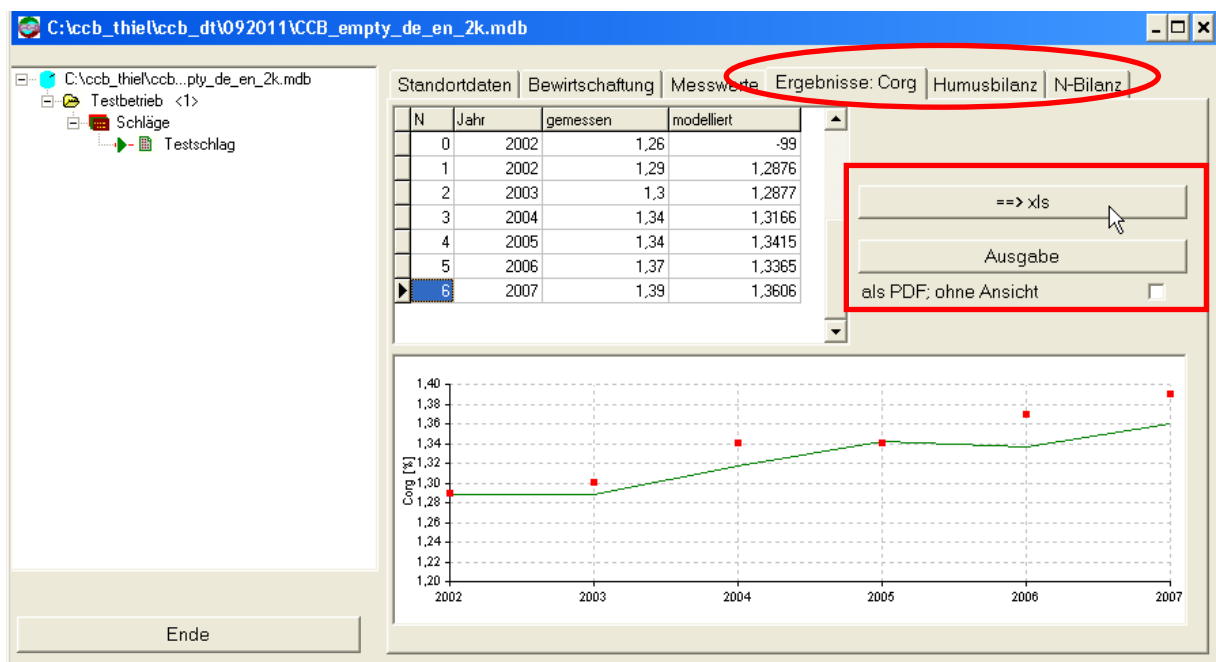 C:\ccb_thiel\ccb_dt\092011\CCB_empty_de_en_2k.mdb
C:\ccb_thiel\ccb...pty_de_en_2k.mdb
Testbetrieb <1>
Schläge
Testschlag
Ende
Standortdaten Bewirtschaftung Messwerte Ergebnisse: Corg Humusbilanz N-Bilanz
N Jahr gemessen modelliert
0 2002 1,26 -99
1 2002 1,29 1,2876
2 2003 1,3 1,2877
3 2004 1,34 1,3166
4 2005 1,34 1,3415
5 2006 1,37 1,3365
6 2007 1,39 1,3606
==> xls
Ausgabe
als PDF; ohne Ansicht
Corg [%]
1,40
1,38
1,36
1,34
1,32
1,30
1,28
1,26
1,24
1,22
1,20
2002 2003 2004 2005 2006 2007